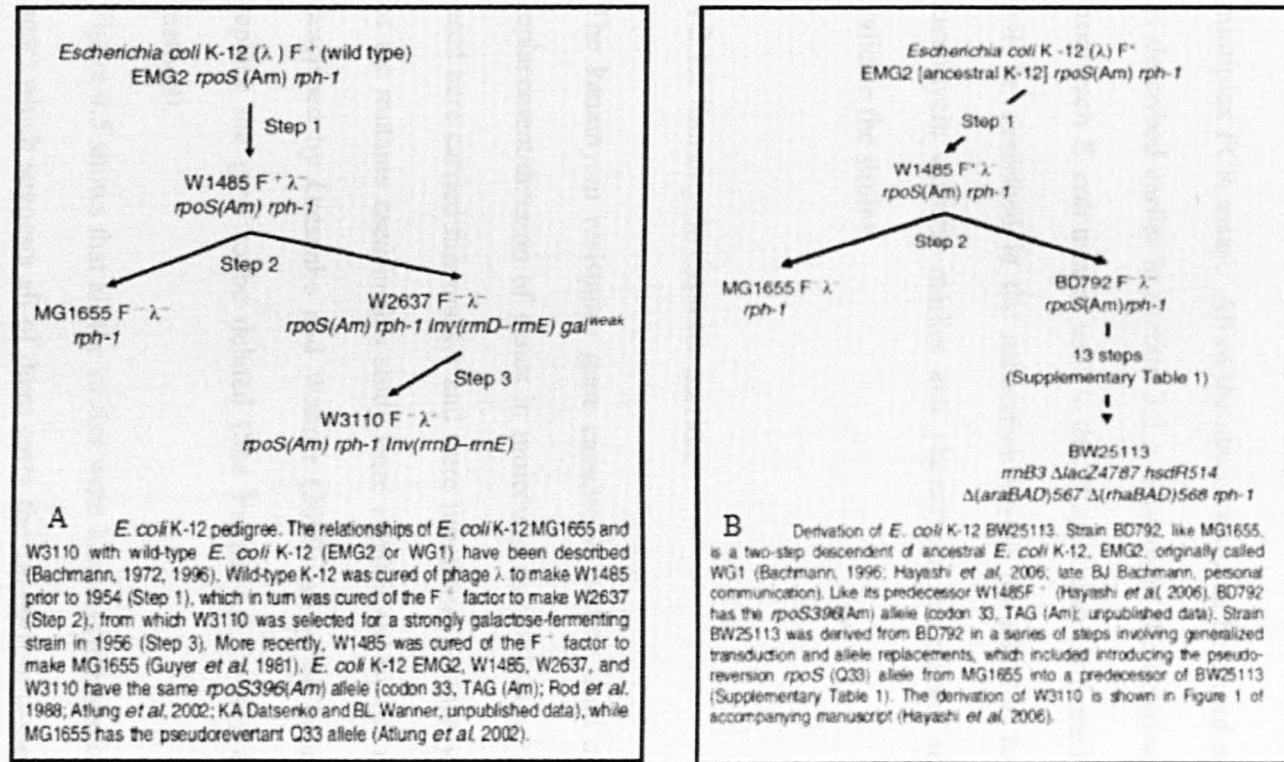 Escherichia coli K-12 (λ) F⁺ (wild type)
EMG2 rpoS (Am) rph-1
Step 1
W1485 F⁺ λ⁻
rpoS(Am) rph-1
Step 2
MG1655 F⁻ λ⁻
rph-1
W2637 F⁻ λ⁻
rpoS(Am) rph-1 Inv(rrnD–rrnE) gal^weak
Step 3
W3110 F⁻ λ⁻
rpoS(Am) rph-1 Inv(rrnD–rrnE)
A
E. coli K-12 pedigree. The relationships of E. coli K-12 MG1655 and
W3110 with wild-type E. coli K-12 (EMG2 or WG1) have been described
(Bachmann, 1972, 1996). Wild-type K-12 was cured of phage λ to make W1485
prior to 1954 (Step 1), which in turn was cured of the F⁺ factor to make W2637
(Step 2), from which W3110 was selected for a strongly galactose-fermenting
strain in 1956 (Step 3). More recently, W1485 was cured of the F⁺ factor to
make MG1655 (Guyer et al, 1981). E. coli K-12 EMG2, W1485, W2637, and
W3110 have the same rpoS396(Am) allele (codon 33, TAG (Am); Rod et al,
1988; Atlung et al, 2002; KA Datsenko and BL Wanner, unpublished data), while
MG1655 has the pseudorevertant Q33 allele (Atlung et al, 2002).
Escherichia coli K-12 (λ) F⁺
EMG2 [ancestral K-12] rpoS(Am) rph-1
Step 1
W1485 F⁺ λ⁻
rpoS(Am) rph-1
Step 2
MG1655 F⁻ λ⁻
rph-1
BD792 F⁻ λ⁻
rpoS(Am)rph-1
13 steps
(Supplementary Table 1)
BW25113
rrnB3 ΔlacZ4787 hsdR514
Δ(araBAD)567 Δ(rhaBAD)568 rph-1
B
Derivation of E. coli K-12 BW25113. Strain BD792, like MG1655,
is a two-step descendent of ancestral E. coli K-12, EMG2, originally called
WG1 (Bachmann, 1996; Hayashi et al, 2006; late BJ Bachmann, personal
communication). Like its predecessor W1485F⁺ (Hayashi et al, 2006), BD792
has the rpoS396(Am) allele (codon 33, TAG (Am); unpublished data). Strain
BW25113 was derived from BD792 in a series of steps involving generalized
transduction and allele replacements, which included introducing the pseudo-
reversion rpoS (Q33) allele from MG1655 into a predecessor of BW25113
(Supplementary Table 1). The derivation of W3110 is shown in Figure 1 of
accompanying manuscript (Hayashi et al, 2006).